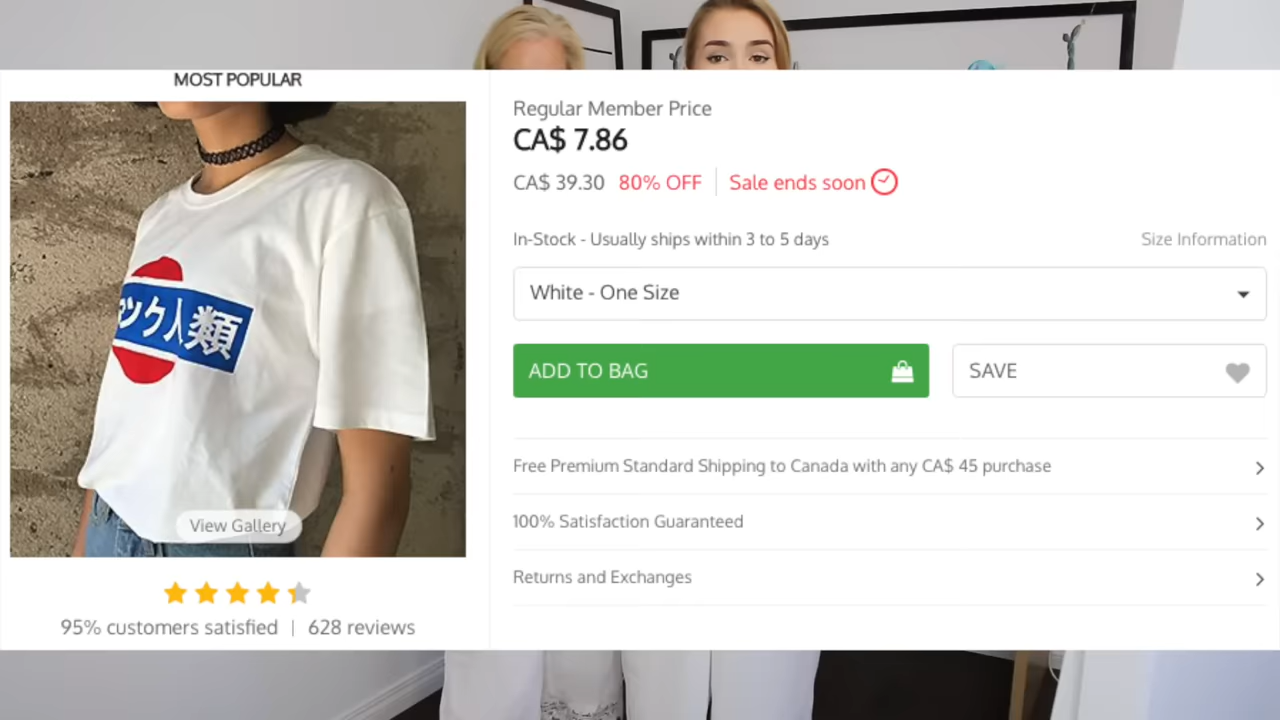 MOST POPULAR
ンク人類
View Gallery
95% customers satisfied | 628 reviews
Regular Member Price
CA$ 7.86
CA$ 39.30 80% OFF | Sale ends soon
In-Stock - Usually ships within 3 to 5 days Size Information
White - One Size
ADD TO BAG SAVE
Free Premium Standard Shipping to Canada with any CA$ 45 purchase
100% Satisfaction Guaranteed
Returns and Exchanges